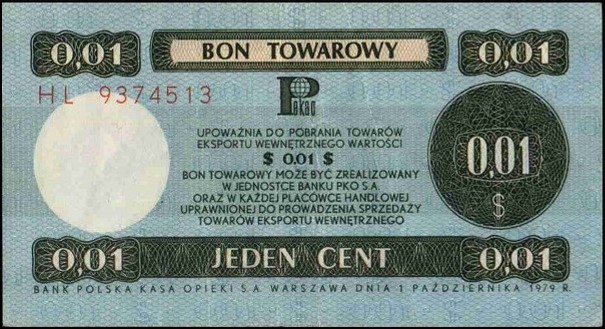 0,01 BON TOWAROWY 0,01
HL 9374513
Pekao
UPOWAŻNIA DO POBRANIA TOWARÓW
EKSPORTU WEWNĘTRZNEGO WARTOŚCI
$ 0.01 $
BON TOWAROWY MOŻE BYĆ ZREALIZOWANY
W JEDNOSTCE BANKU PKO S.A.
ORAZ W KAŻDEJ PLACÓWCE HANDLOWEJ
UPRAWNIONEJ DO PROWADZENIA SPRZEDAŻY
TOWARÓW EKSPORTU WEWNĘTRZNEGO
0,01
$
0,01 JEDEN CENT 0,01
BANK POLSKA KASA OPIEKI S.A. WARSZAWA DNIA 1 PAŹDZIERNIKA 1979 R.